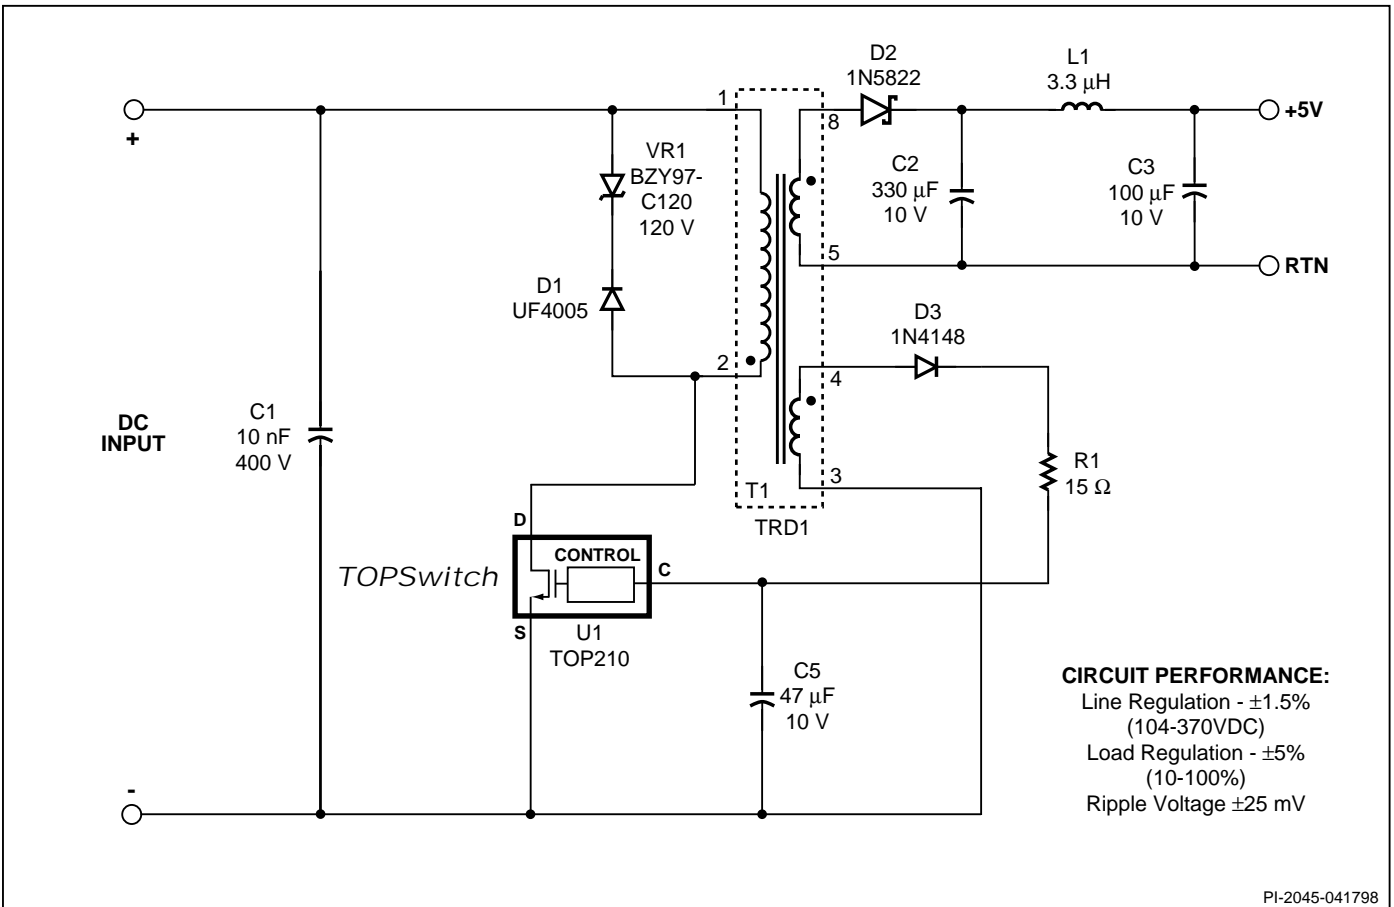 D2
1N5822
L1
3.3 µH
1
8
+
+5V
VR1
BZY97-
C120
120 V
C2
330 µF
10 V
C3
100 µF
10 V
5
RTN
D1
UF4005
D3
1N4148
2
4
DC
INPUT
C1
10 nF
400 V
R1
15 Ω
T1
3
TRD1
D
CONTROL
C
TOPSwitch
S
U1
TOP210
C5
47 µF
10 V
CIRCUIT PERFORMANCE:
Line Regulation - ±1.5%
(104-370VDC)
Load Regulation - ±5%
(10-100%)
Ripple Voltage ±25 mV
-
PI-2045-041798